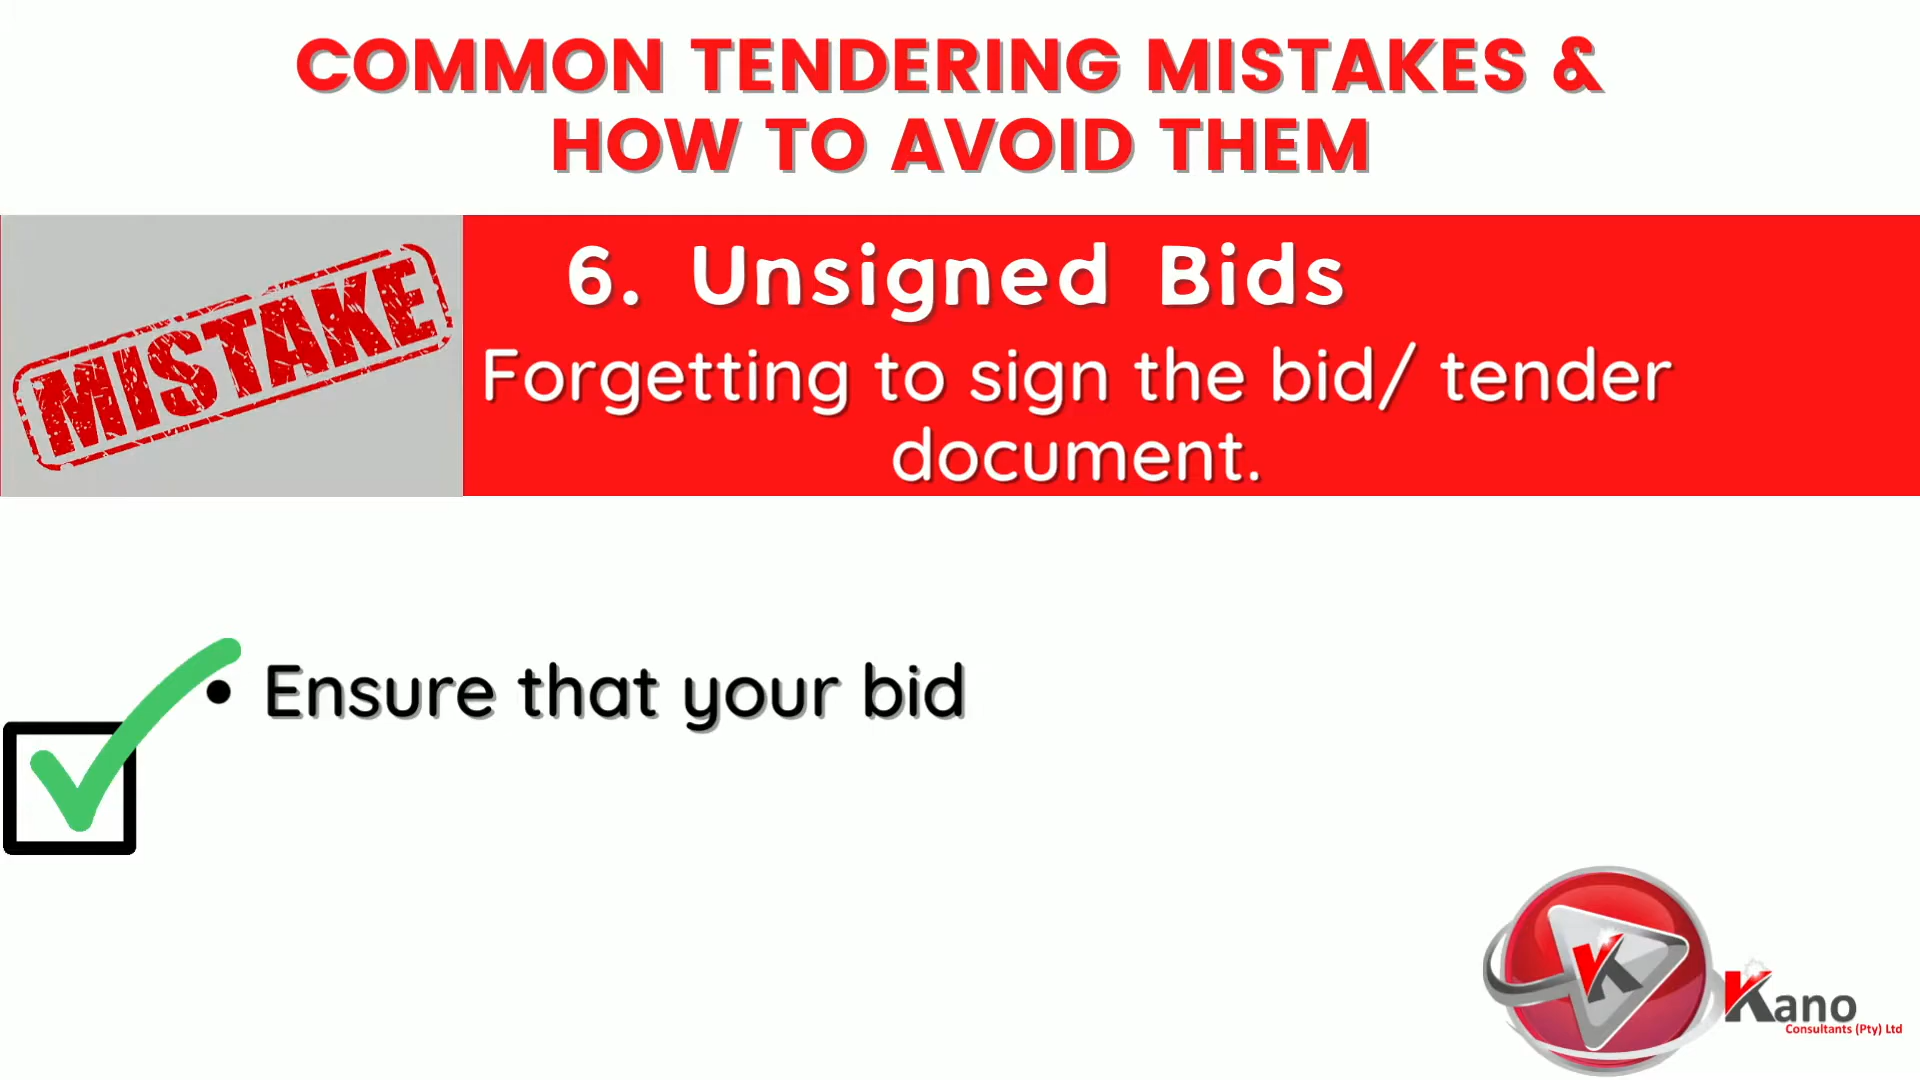 COMMON TENDERING MISTAKES &
HOW TO AVOID THEM
MISTAKE
6. Unsigned Bids
Forgetting to sign the bid/ tender
document.
• Ensure that your bid
K
Kano
Consultants (Pty) Ltd